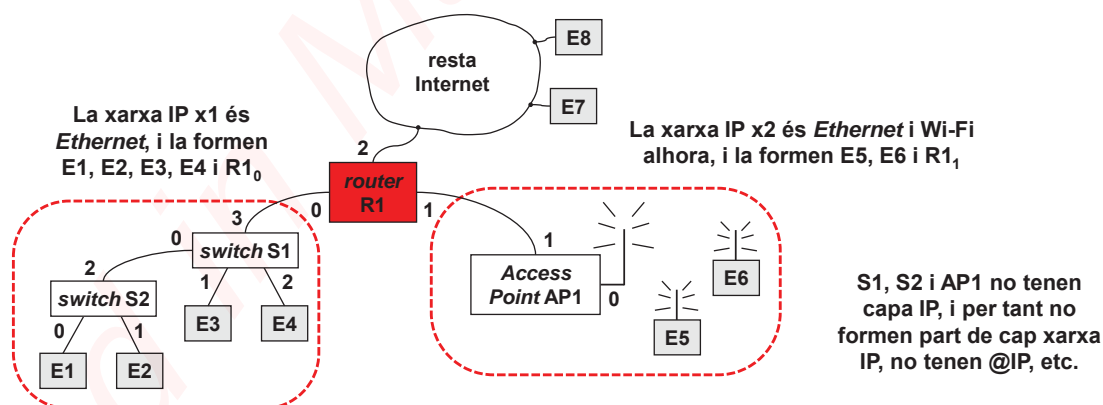 E8
resta
Internet
E7
La xarxa IP x1 és
Ethernet, i la formen
E1, E2, E3, E4 i R1₀
La xarxa IP x2 és Ethernet i Wi-Fi
alhora, i la formen E5, E6 i R1₁
2
router
R1
0
1
3
0
switch S1
1
2
2
switch S2
0
1
E3
E4
E1
E2
1
Access
Point AP1
0
E6
E5
S1, S2 i AP1 no tenen
capa IP, i per tant no
formen part de cap xarxa
IP, no tenen @IP, etc.